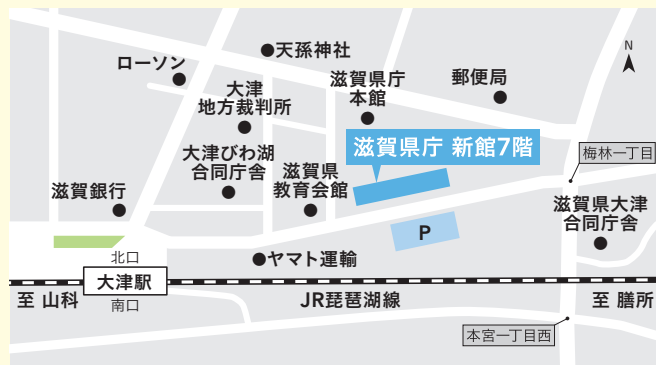 天孫神社
N
ローソン
滋賀県庁
本館
郵便局
大津
地方裁判所
滋賀県庁 新館7階
梅林一丁目
大津びわ湖
合同庁舎
滋賀県
教育会館
滋賀銀行
滋賀県大津
合同庁舎
P
北口
ヤマト運輸
大津駅
至 山科
南口
JR琵琶湖線
至 膳所
本宮一丁目西